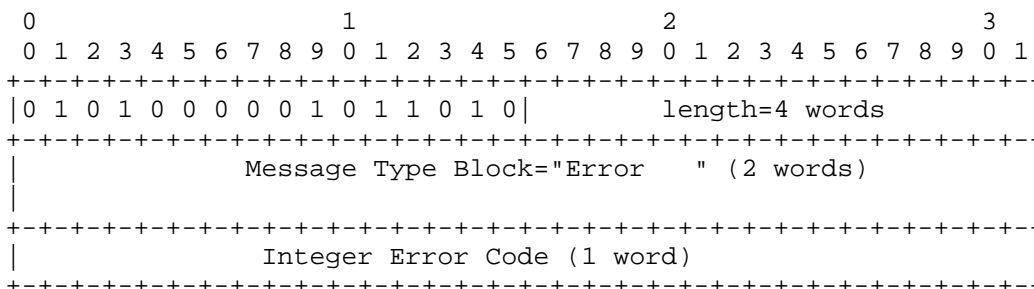 0                   1                   2                   3
 0 1 2 3 4 5 6 7 8 9 0 1 2 3 4 5 6 7 8 9 0 1 2 3 4 5 6 7 8 9 0 1
+-+-+-+-+-+-+-+-+-+-+-+-+-+-+-+-+-+-+-+-+-+-+-+-+-+-+-+-+-+-+-+-
|0 1 0 1 0 0 0 0 0 1 0 1 1 0 1 0|        length=4 words
+-+-+-+-+-+-+-+-+-+-+-+-+-+-+-+-+-+-+-+-+-+-+-+-+-+-+-+-+-+-+-+-
|              Message Type Block="Error   " (2 words)
|
+-+-+-+-+-+-+-+-+-+-+-+-+-+-+-+-+-+-+-+-+-+-+-+-+-+-+-+-+-+-+-+-
|               Integer Error Code (1 word)
+-+-+-+-+-+-+-+-+-+-+-+-+-+-+-+-+-+-+-+-+-+-+-+-+-+-+-+-+-+-+-+-